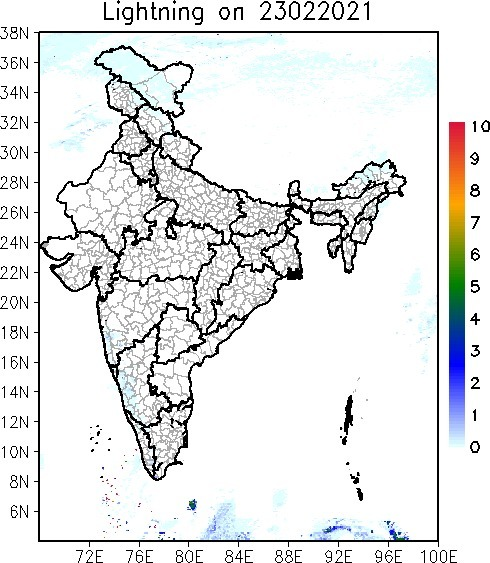 Lightning on 23022021
38N
36N
34N
32N
30N
28N
26N
24N
22N
20N
18N
16N
14N
12N
10N
8N
6N
72E 76E 80E 84E 88E 92E 96E 100E
10
9
8
7
6
5
4
3
2
1
0